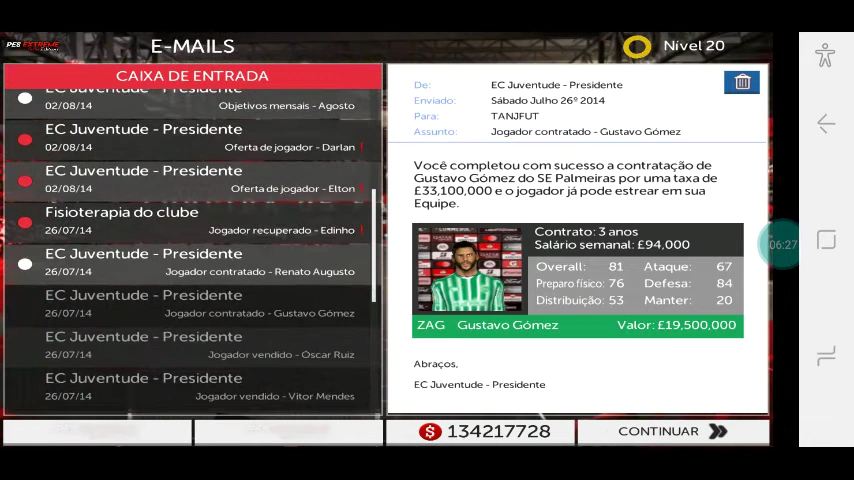 PES EXTREME
E-MAILS
Nível 20
CAIXA DE ENTRADA
EC Juventude - Presidente
02/08/14 Objetivos mensais - Agosto
EC Juventude - Presidente
02/08/14 Oferta de jogador - Darlan !
EC Juventude - Presidente
02/08/14 Oferta de jogador - Elton !
Fisioterapia do clube
26/07/14 Jogador recuperado - Edinho !
EC Juventude - Presidente
26/07/14 Jogador contratado - Renato Augusto
EC Juventude - Presidente
26/07/14 Jogador contratado - Gustavo Gómez
EC Juventude - Presidente
26/07/14 Jogador vendido - Óscar Ruiz
EC Juventude - Presidente
26/07/14 Jogador vendido - Vitor Mendes
De: EC Juventude - Presidente
Enviado: Sábado Julho 26º 2014
Para: TANJFUT
Assunto: Jogador contratado - Gustavo Gómez
Você completou com sucesso a contratação de
Gustavo Gómez do SE Palmeiras por uma taxa de
£33,100,000 e o jogador já pode estrear em sua
Equipe.
Contrato: 3 anos
Salário semanal: £94,000
Overall: 81 Ataque: 67
Preparo físico: 76 Defesa: 84
Distribuição: 53 Manter: 20
ZAG Gustavo Gómez Valor: £19,500,000
Abraços,
EC Juventude - Presidente
06:27
$ 134217728
CONTINUAR